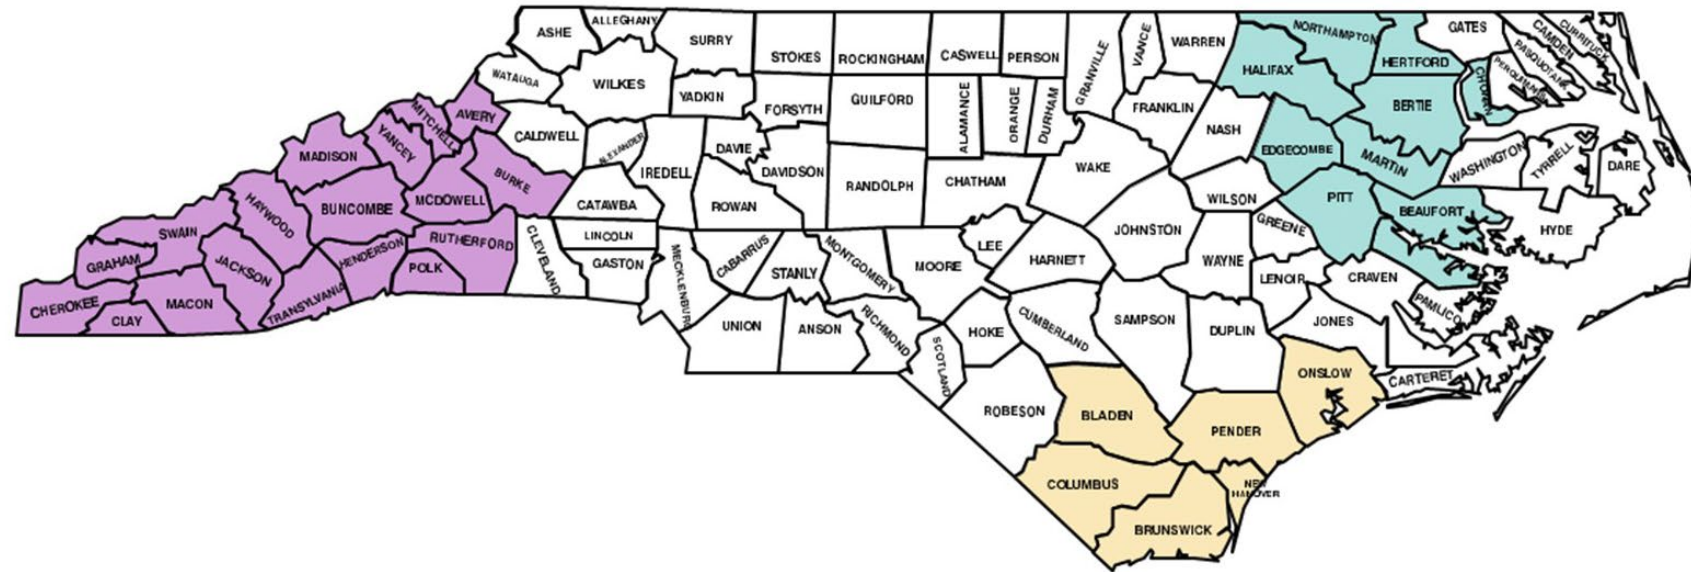 ASHE
ALLEGHANY
SURRY
STOKES
ROCKINGHAM
CASWELL
PERSON
GRANVILLE
VANCE
WARREN
NORTHAMPTON
GATES
CAMDEN
CURRITUCK
PASQUOTANK
PERQUIMANS
HERTFORD
HALIFAX
CHOWAN
BERTIE
WATAUGA
WILKES
YADKIN
FORSYTH
GUILFORD
ALAMANCE
ORANGE
DURHAM
FRANKLIN
NASH
EDGECOMBE
MARTIN
WASHINGTON
TYRRELL
DARE
MITCHELL
AVERY
YANCEY
CALDWELL
ALEXANDER
IREDELL
DAVIE
DAVIDSON
RANDOLPH
CHATHAM
WAKE
WILSON
PITT
BEAUFORT
HYDE
MADISON
BURKE
MCDOWELL
BUNCOMBE
HAYWOOD
CATAWBA
ROWAN
JOHNSTON
GREENE
SWAIN
GRAHAM
JACKSON
HENDERSON
RUTHERFORD
POLK
CLEVELAND
LINCOLN
GASTON
MECKLENBURG
CABARRUS
STANLY
MONTGOMERY
MOORE
LEE
HARNETT
WAYNE
LENOIR
CRAVEN
PAMLICO
CHEROKEE
CLAY
MACON
TRANSYLVANIA
UNION
ANSON
RICHMOND
SCOTLAND
HOKE
CUMBERLAND
SAMPSON
DUPLIN
JONES
ONSLOW
CARTERET
ROBESON
BLADEN
PENDER
COLUMBUS
NEW
HANOVER
BRUNSWICK